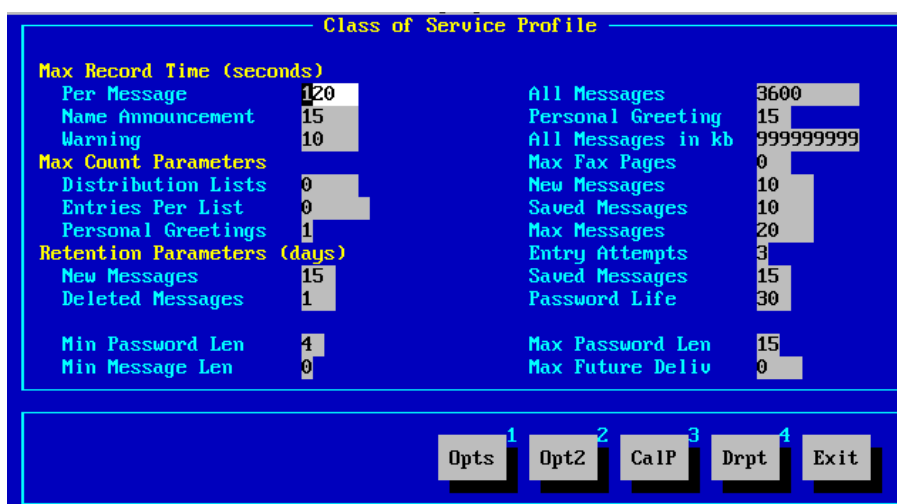 Class of Service Profile
Max Record Time (seconds)
Per Message 120 All Messages 3600
Name Announcement 15 Personal Greeting 15
Warning 10 All Messages in kb 999999999
Max Count Parameters Max Fax Pages 0
Distribution Lists 0 New Messages 10
Entries Per List 0 Saved Messages 10
Personal Greetings 1 Max Messages 20
Retention Parameters (days) Entry Attempts 3
New Messages 15 Saved Messages 15
Deleted Messages 1 Password Life 30
Min Password Len 4 Max Password Len 15
Min Message Len 0 Max Future Deliv 0
1 2 3 4
Opts Opt2 CalP Drpt Exit